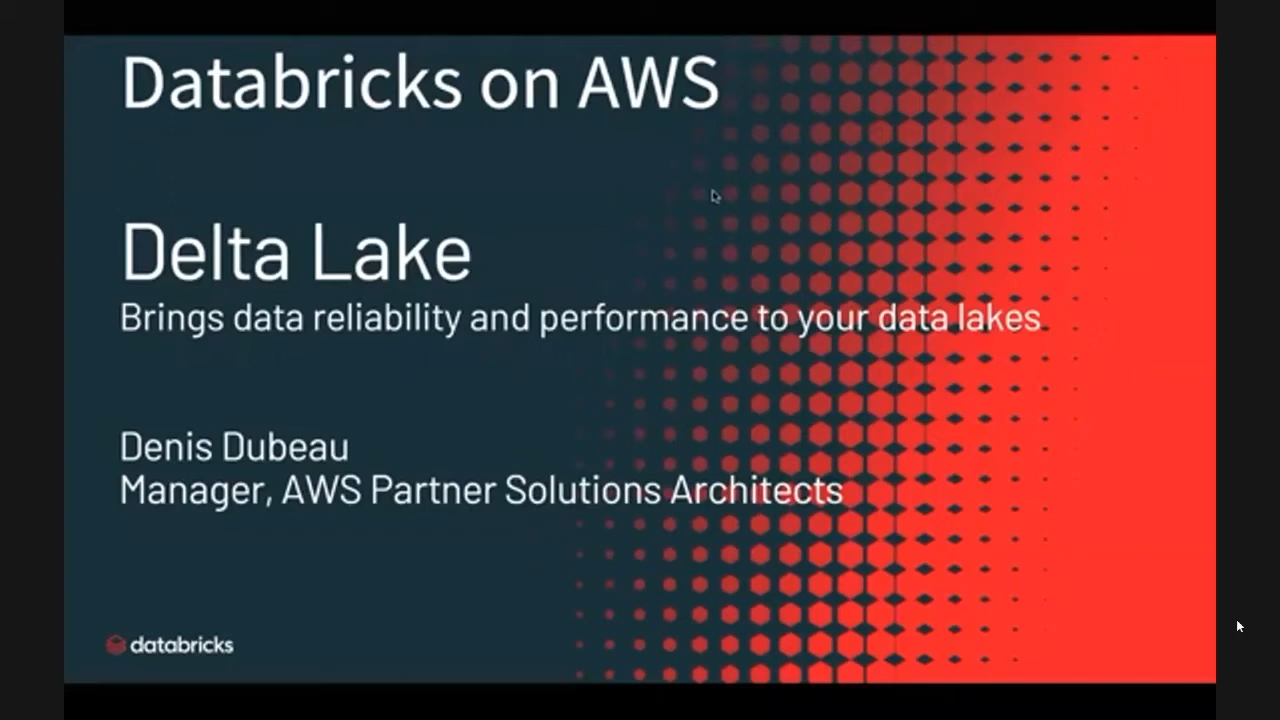 Databricks on AWS
Delta Lake
Brings data reliability and performance to your data lakes
Denis Dubeau
Manager, AWS Partner Solutions Architects
databricks